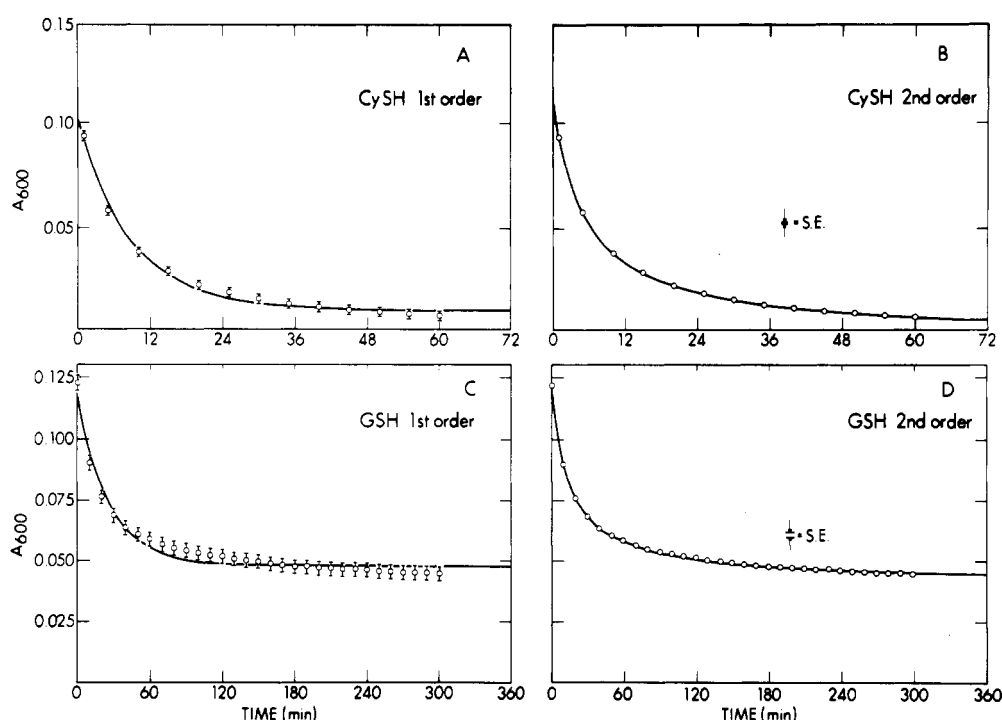 0.15
0.10
0.05
A600
A
CySH 1st order
0 12 24 36 48 60 72
B
CySH 2nd order
= S.E.
0 12 24 36 48 60 72
0.125
0.100
0.075
0.050
0.025
A600
C
GSH 1st order
0 60 120 180 240 300 360
TIME (min)
D
GSH 2nd order
= S.E.
0 60 120 180 240 300 360
TIME (min)